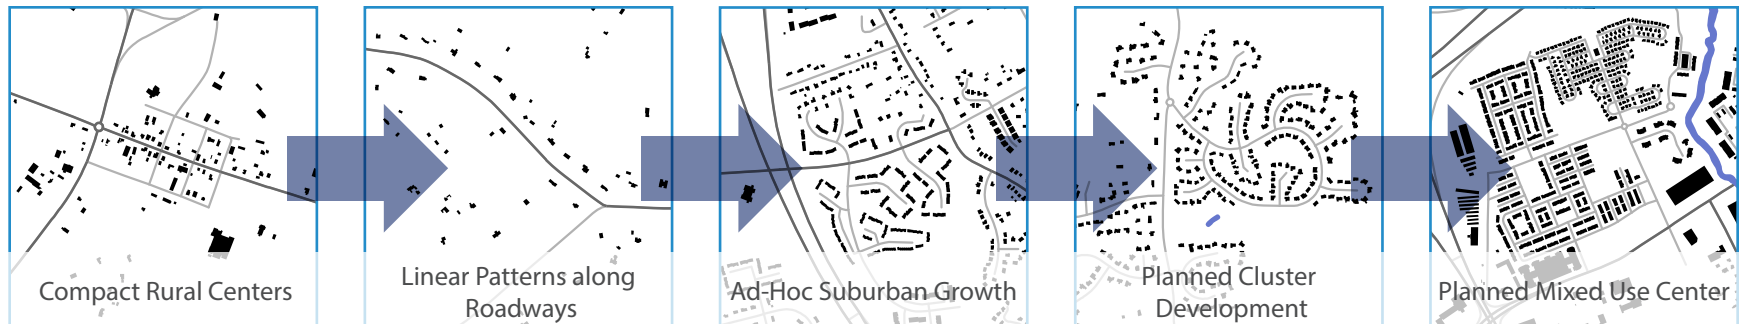 Compact Rural Centers
Linear Patterns along
Roadways
Ad-Hoc Suburban Growth
Planned Cluster
Development
Planned Mixed Use Center